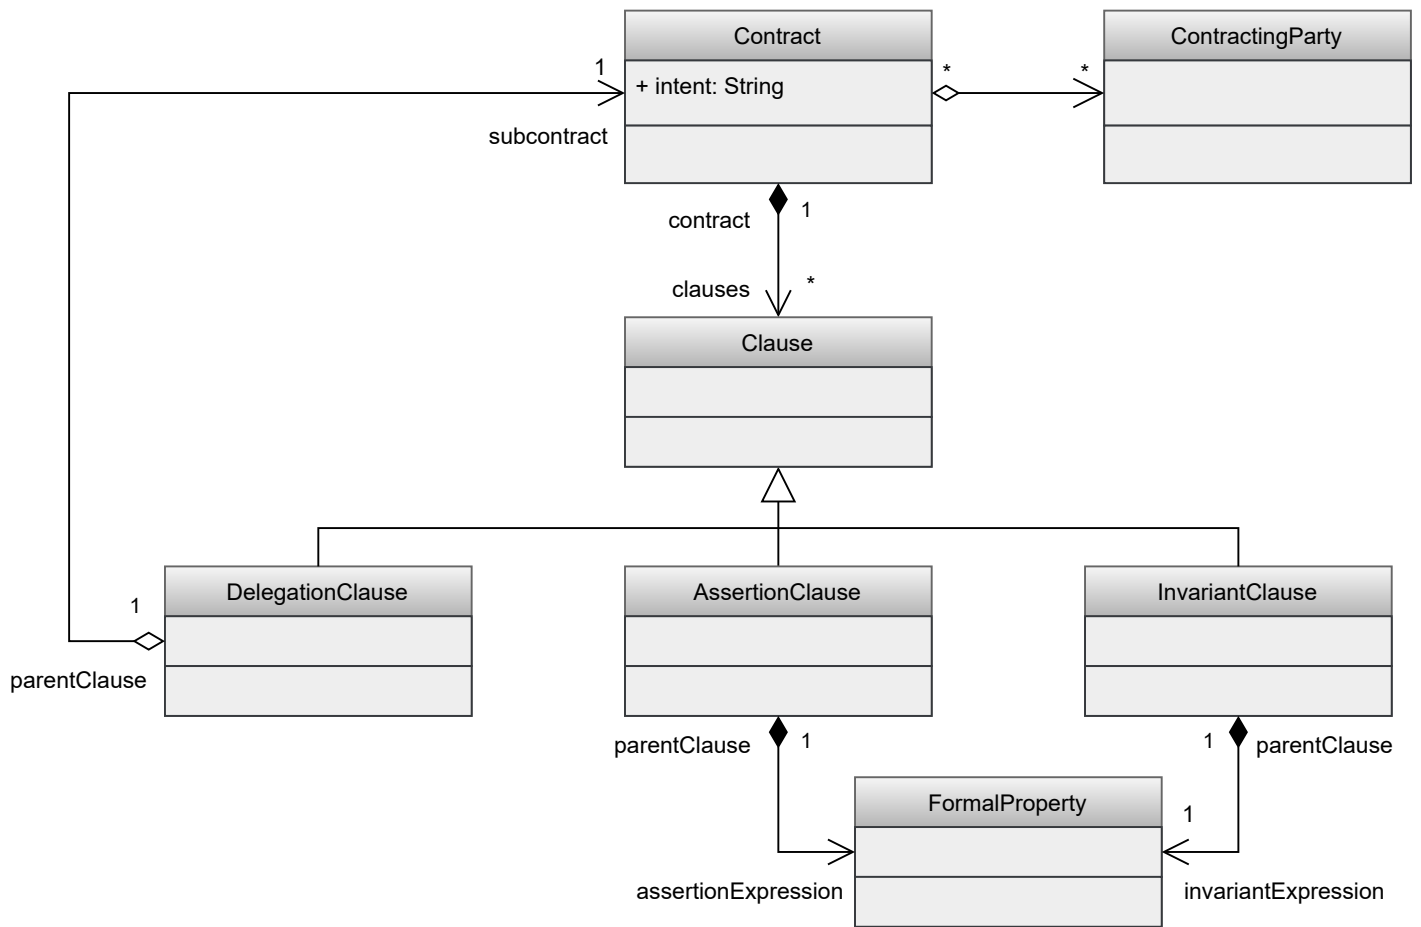 Contract
ContractingParty
1
+ intent: String
*
*
subcontract
contract
1
clauses
*
Clause
DelegationClause
AssertionClause
InvariantClause
1
parentClause
parentClause
1
1
parentClause
FormalProperty
1
assertionExpression
invariantExpression